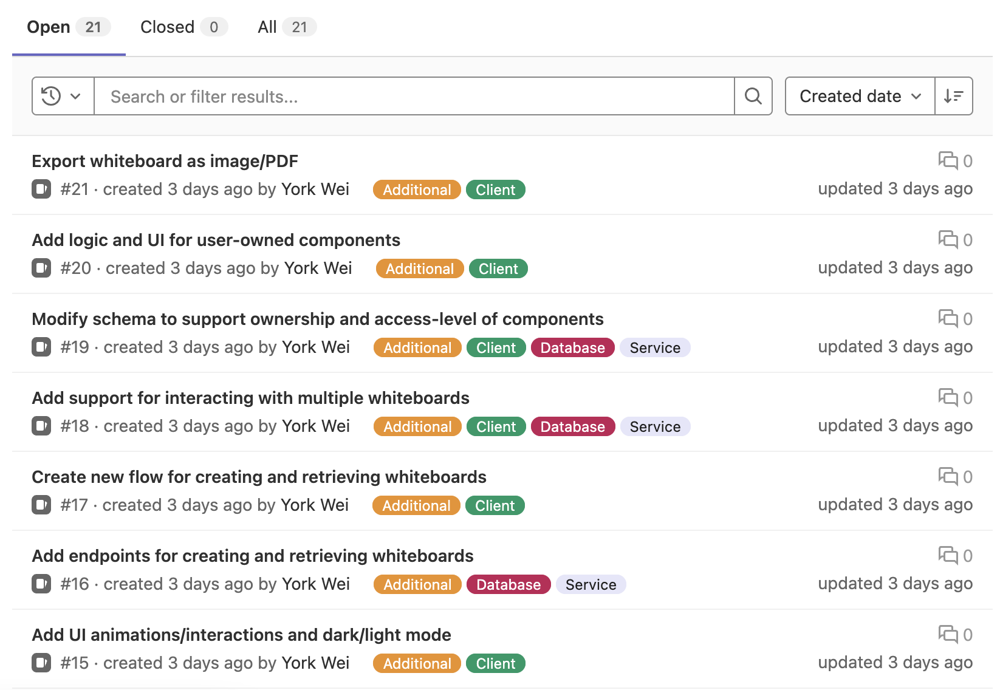 Open 21 Closed 0 All 21
Search or filter results... Created date
Export whiteboard as image/PDF 0
#21 · created 3 days ago by York Wei Additional Client updated 3 days ago
Add logic and UI for user-owned components 0
#20 · created 3 days ago by York Wei Additional Client updated 3 days ago
Modify schema to support ownership and access-level of components 0
#19 · created 3 days ago by York Wei Additional Client Database Service updated 3 days ago
Add support for interacting with multiple whiteboards 0
#18 · created 3 days ago by York Wei Additional Client Database Service updated 3 days ago
Create new flow for creating and retrieving whiteboards 0
#17 · created 3 days ago by York Wei Additional Client updated 3 days ago
Add endpoints for creating and retrieving whiteboards 0
#16 · created 3 days ago by York Wei Additional Database Service updated 3 days ago
Add UI animations/interactions and dark/light mode 0
#15 · created 3 days ago by York Wei Additional Client updated 3 days ago